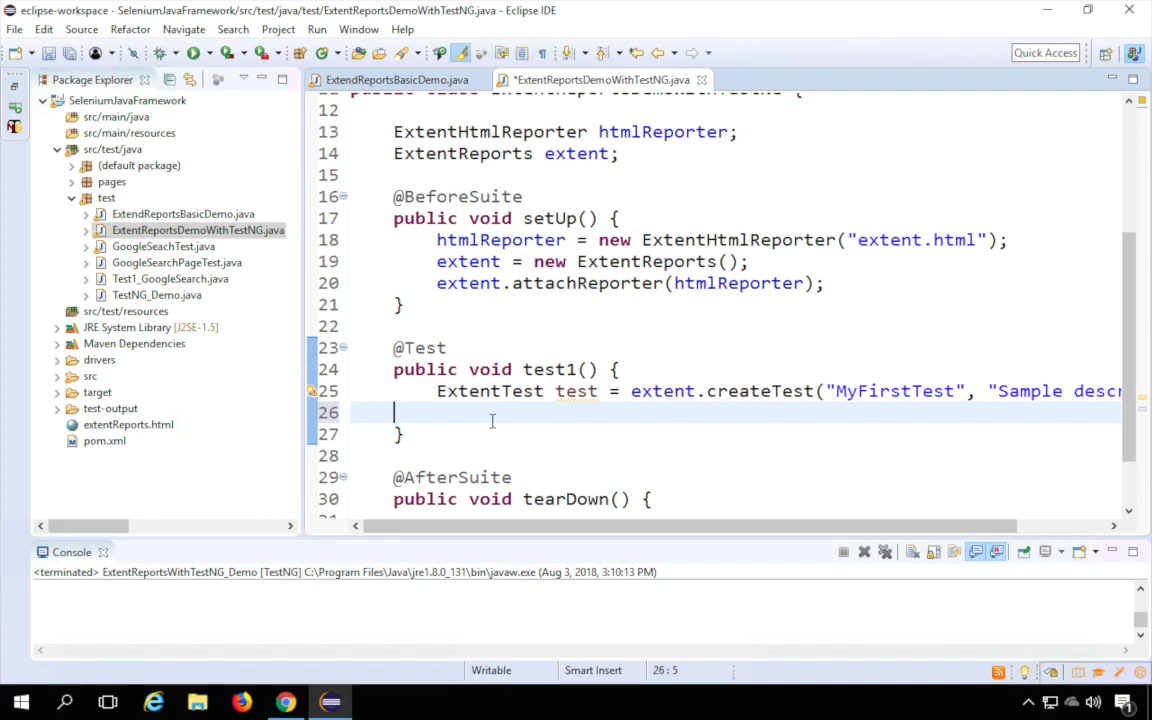 eclipse-workspace - SeleniumJavaFramework/src/test/java/test/ExtentReportsDemoWithTestNG.java - Eclipse IDE
File Edit Source Refactor Navigate Search Project Run Window Help
Quick Access
Package Explorer
ExtendReportsBasicDemo.java
*ExtentReportsDemoWithTestNG.java
SeleniumJavaFramework
src/main/java
src/main/resources
src/test/java
(default package)
pages
test
ExtendReportsBasicDemo.java
ExtentReportsDemoWithTestNG.java
GoogleSeachTest.java
GoogleSearchPageTest.java
Test1_GoogleSearch.java
TestNG_Demo.java
src/test/resources
JRE System Library [J2SE-1.5]
Maven Dependencies
drivers
src
target
test-output
extentReports.html
pom.xml
12
13 ExtentHtmlReporter htmlReporter;
14 ExtentReports extent;
15
16 @BeforeSuite
17 public void setUp() {
18 htmlReporter = new ExtentHtmlReporter("extent.html");
19 extent = new ExtentReports();
20 extent.attachReporter(htmlReporter);
21 }
22
23 @Test
24 public void test1() {
25 ExtentTest test = extent.createTest("MyFirstTest", "Sample descr
26
27 }
28
29 @AfterSuite
30 public void tearDown() {
Console
<terminated> ExtentReportsWithTestNG_Demo [TestNG] C:\Program Files\Java\jre1.8.0_131\bin\javaw.exe (Aug 3, 2018, 3:10:13 PM)
Writable Smart Insert 26 : 5